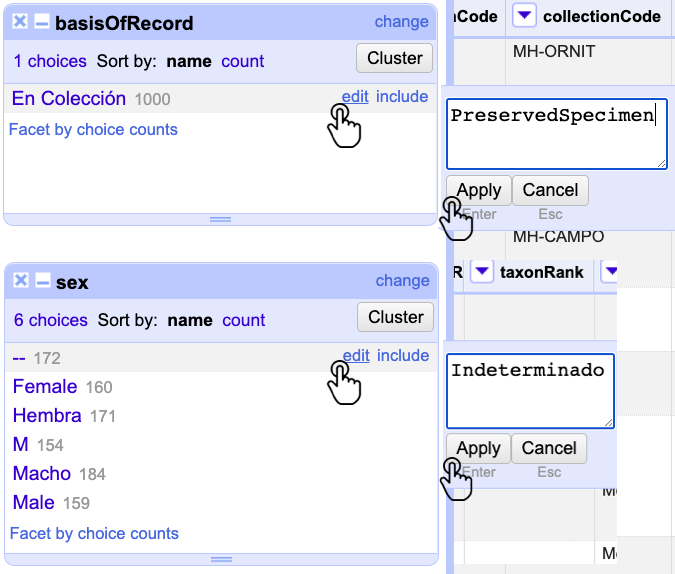 basisOfRecord change
1 choices Sort by: name count Cluster
En Colección 1000 edit include
Facet by choice counts
nCode collectionCode
MH-ORNIT
PreservedSpecimen
Apply Cancel
Enter Esc
MH-CAMPO
sex change
6 choices Sort by: name count Cluster
-- 172 edit include
Female 160
Hembra 171
M 154
Macho 184
Male 159
Facet by choice counts
R taxonRank
Indeterminado
Apply Cancel
Enter Esc